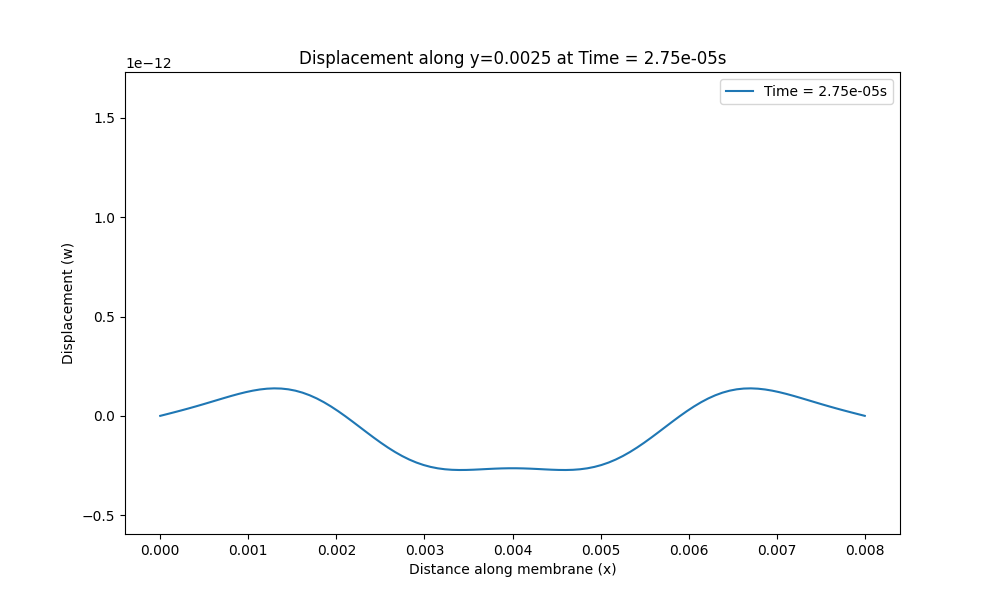 Displacement along y=0.0025 at Time = 2.75e-05s
1e−12
Time = 2.75e-05s
1.5
1.0
0.5
0.0
−0.5
Displacement (w)
0.000 0.001 0.002 0.003 0.004 0.005 0.006 0.007 0.008
Distance along membrane (x)